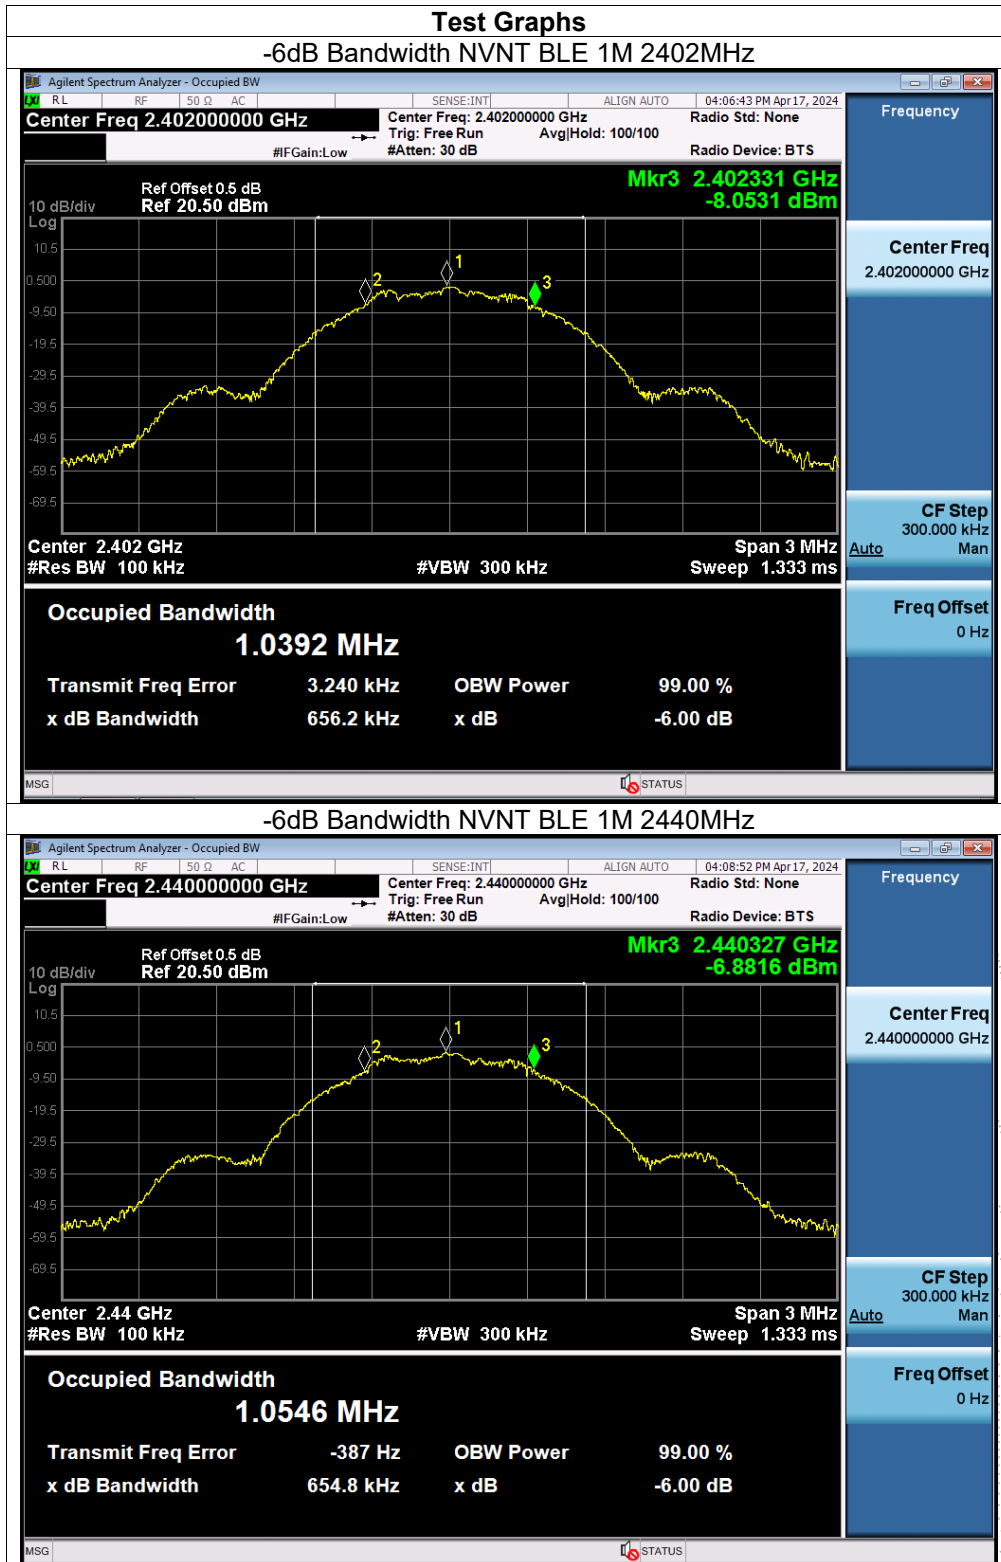 Test Graphs
-6dB Bandwidth NVNT BLE 1M 2402MHz
Agilent Spectrum Analyzer - Occupied BW
LXI RL RF 50 Ω AC SENSE:INT ALIGN AUTO 04:06:43 PM Apr 17, 2024
Center Freq 2.402000000 GHz Center Freq: 2.402000000 GHz Radio Std: None Frequency
Trig: Free Run Avg|Hold: 100/100
#IFGain:Low #Atten: 30 dB Radio Device: BTS
Mkr3 2.402331 GHz
-8.0531 dBm
Ref Offset 0.5 dB
10 dB/div Ref 20.50 dBm
Log
10.5
0.500
-9.50
-19.5
-29.5
-39.5
-49.5
-59.5
-69.5
1
2
3
Center Freq
2.402000000 GHz
Center 2.402 GHz Span 3 MHz
#Res BW 100 kHz #VBW 300 kHz Sweep 1.333 ms
CF Step
300.000 kHz
Auto Man
Occupied Bandwidth
1.0392 MHz
Freq Offset
0 Hz
Transmit Freq Error 3.240 kHz OBW Power 99.00 %
x dB Bandwidth 656.2 kHz x dB -6.00 dB
MSG STATUS
-6dB Bandwidth NVNT BLE 1M 2440MHz
Agilent Spectrum Analyzer - Occupied BW
LXI RL RF 50 Ω AC SENSE:INT ALIGN AUTO 04:08:52 PM Apr 17, 2024
Center Freq 2.440000000 GHz Center Freq: 2.440000000 GHz Radio Std: None Frequency
Trig: Free Run Avg|Hold: 100/100
#IFGain:Low #Atten: 30 dB Radio Device: BTS
Mkr3 2.440327 GHz
-6.8816 dBm
Ref Offset 0.5 dB
10 dB/div Ref 20.50 dBm
Log
10.5
0.500
-9.50
-19.5
-29.5
-39.5
-49.5
-59.5
-69.5
1
2
3
Center Freq
2.440000000 GHz
Center 2.44 GHz Span 3 MHz
#Res BW 100 kHz #VBW 300 kHz Sweep 1.333 ms
CF Step
300.000 kHz
Auto Man
Occupied Bandwidth
1.0546 MHz
Freq Offset
0 Hz
Transmit Freq Error -387 Hz OBW Power 99.00 %
x dB Bandwidth 654.8 kHz x dB -6.00 dB
MSG STATUS